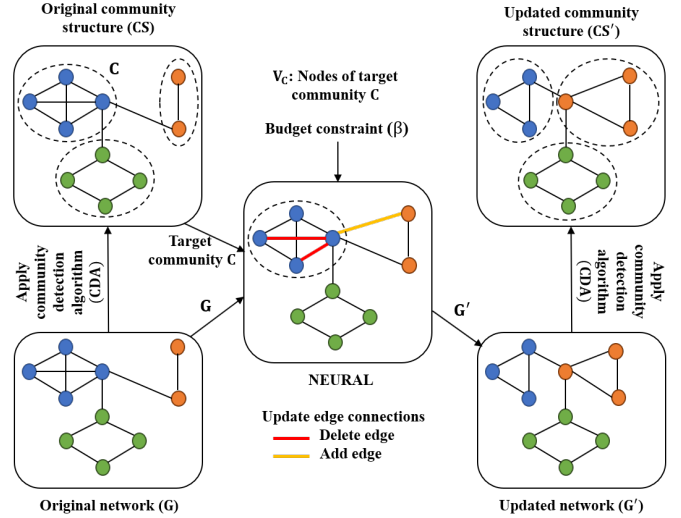 Original community
structure (CS)
C
Updated community
structure (CS′)
V_C: Nodes of target
community C
Budget constraint (β)
Target
community C
Apply
community
detection
algorithm
(CDA)
G
G′
Apply
community
detection
algorithm
(CDA)
NEURAL
Update edge connections
Delete edge
Add edge
Original network (G)
Updated network (G′)